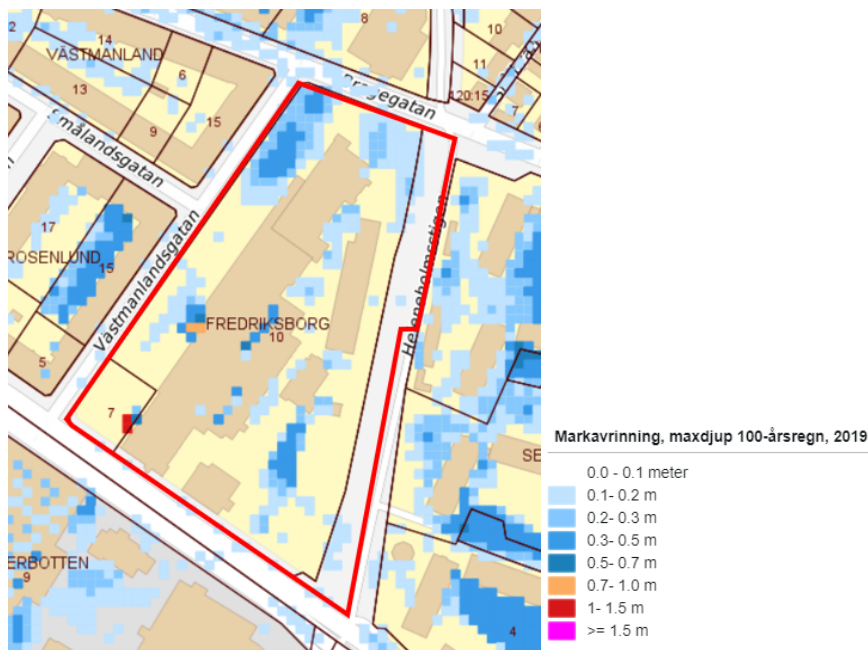 8
10
14
VÄSTMANLAND
6
11
13
120:15
7
15
9
Smålandsgatan
17
ROSENLUND
15
Västmanlandsgatan
FREDRIKSBORG
10
5
7
SE
ERBOTTEN
9
4
Markavrinning, maxdjup 100-årsregn, 2019
0.0 - 0.1 meter
0.1- 0.2 m
0.2- 0.3 m
0.3- 0.5 m
0.5- 0.7 m
0.7- 1.0 m
1- 1.5 m
>= 1.5 m